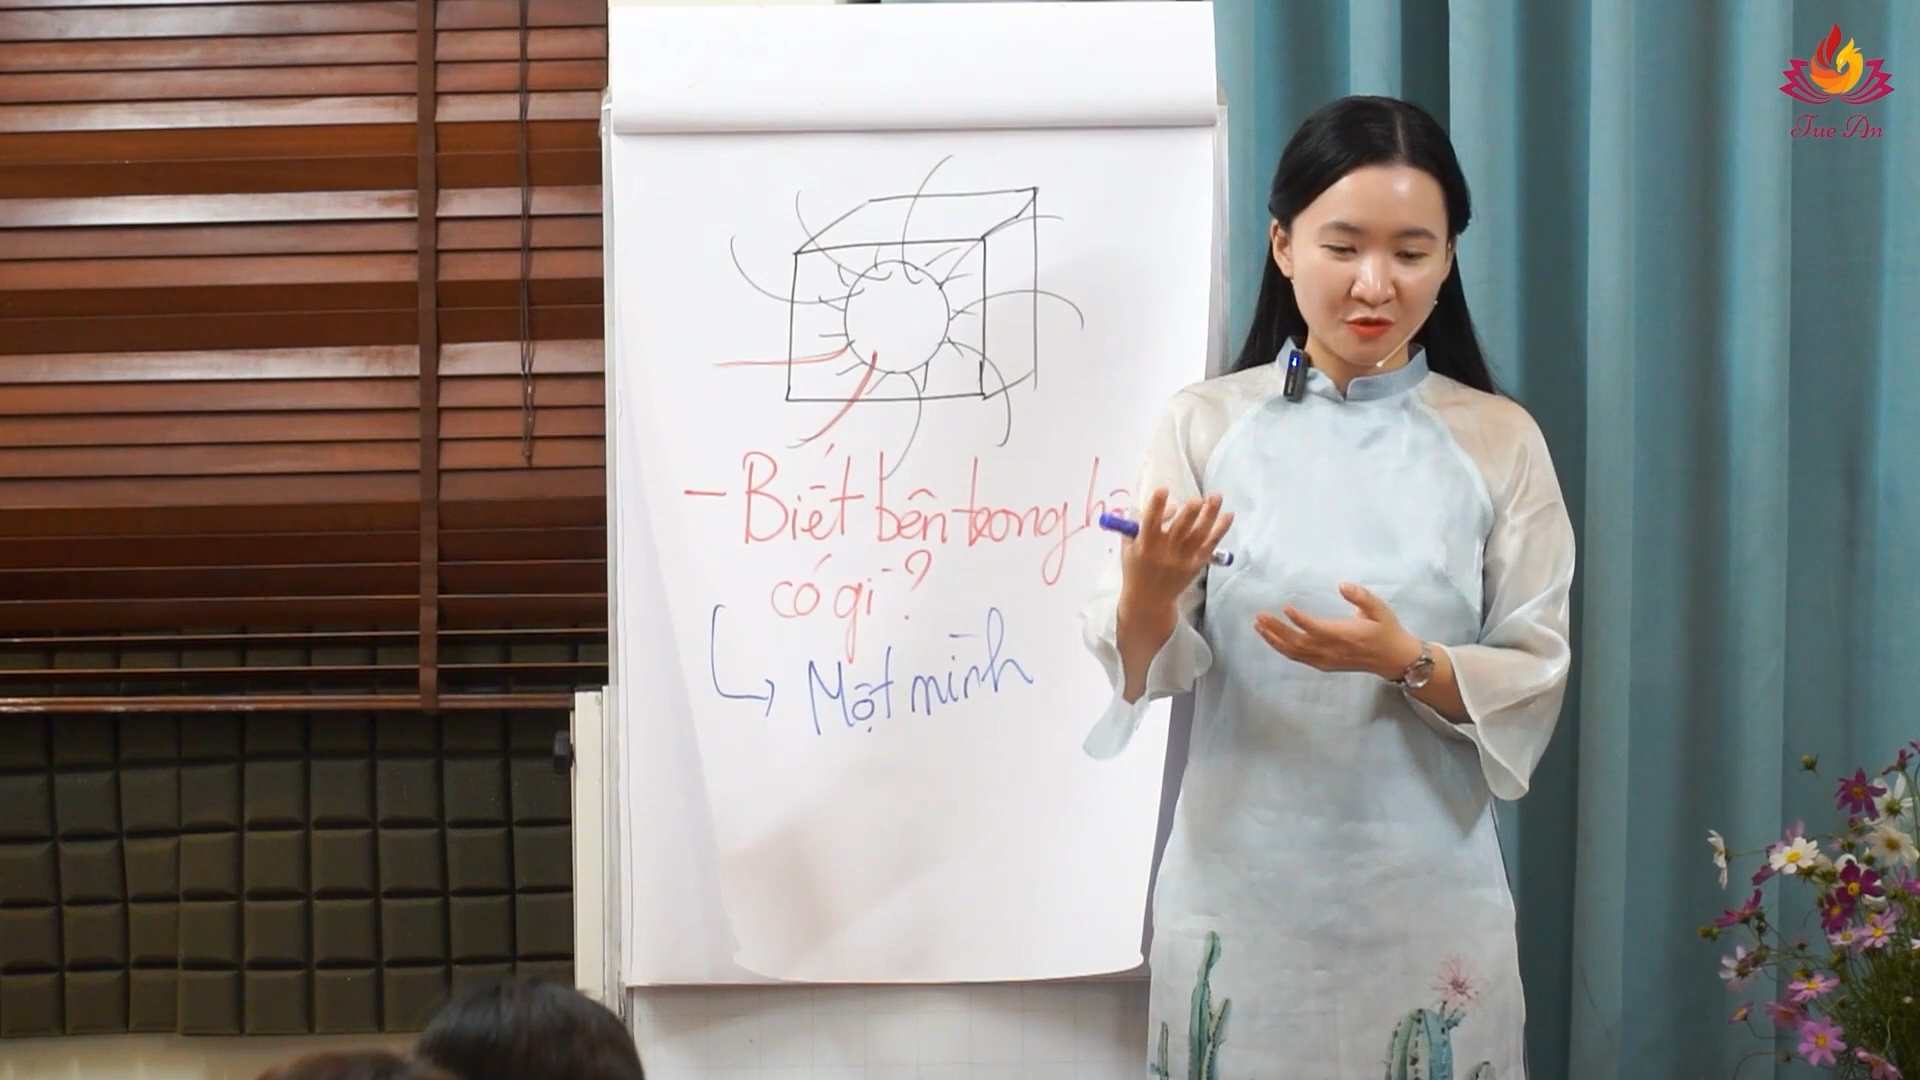 Tue An
- Biết bên trong
có gì?
Một mình